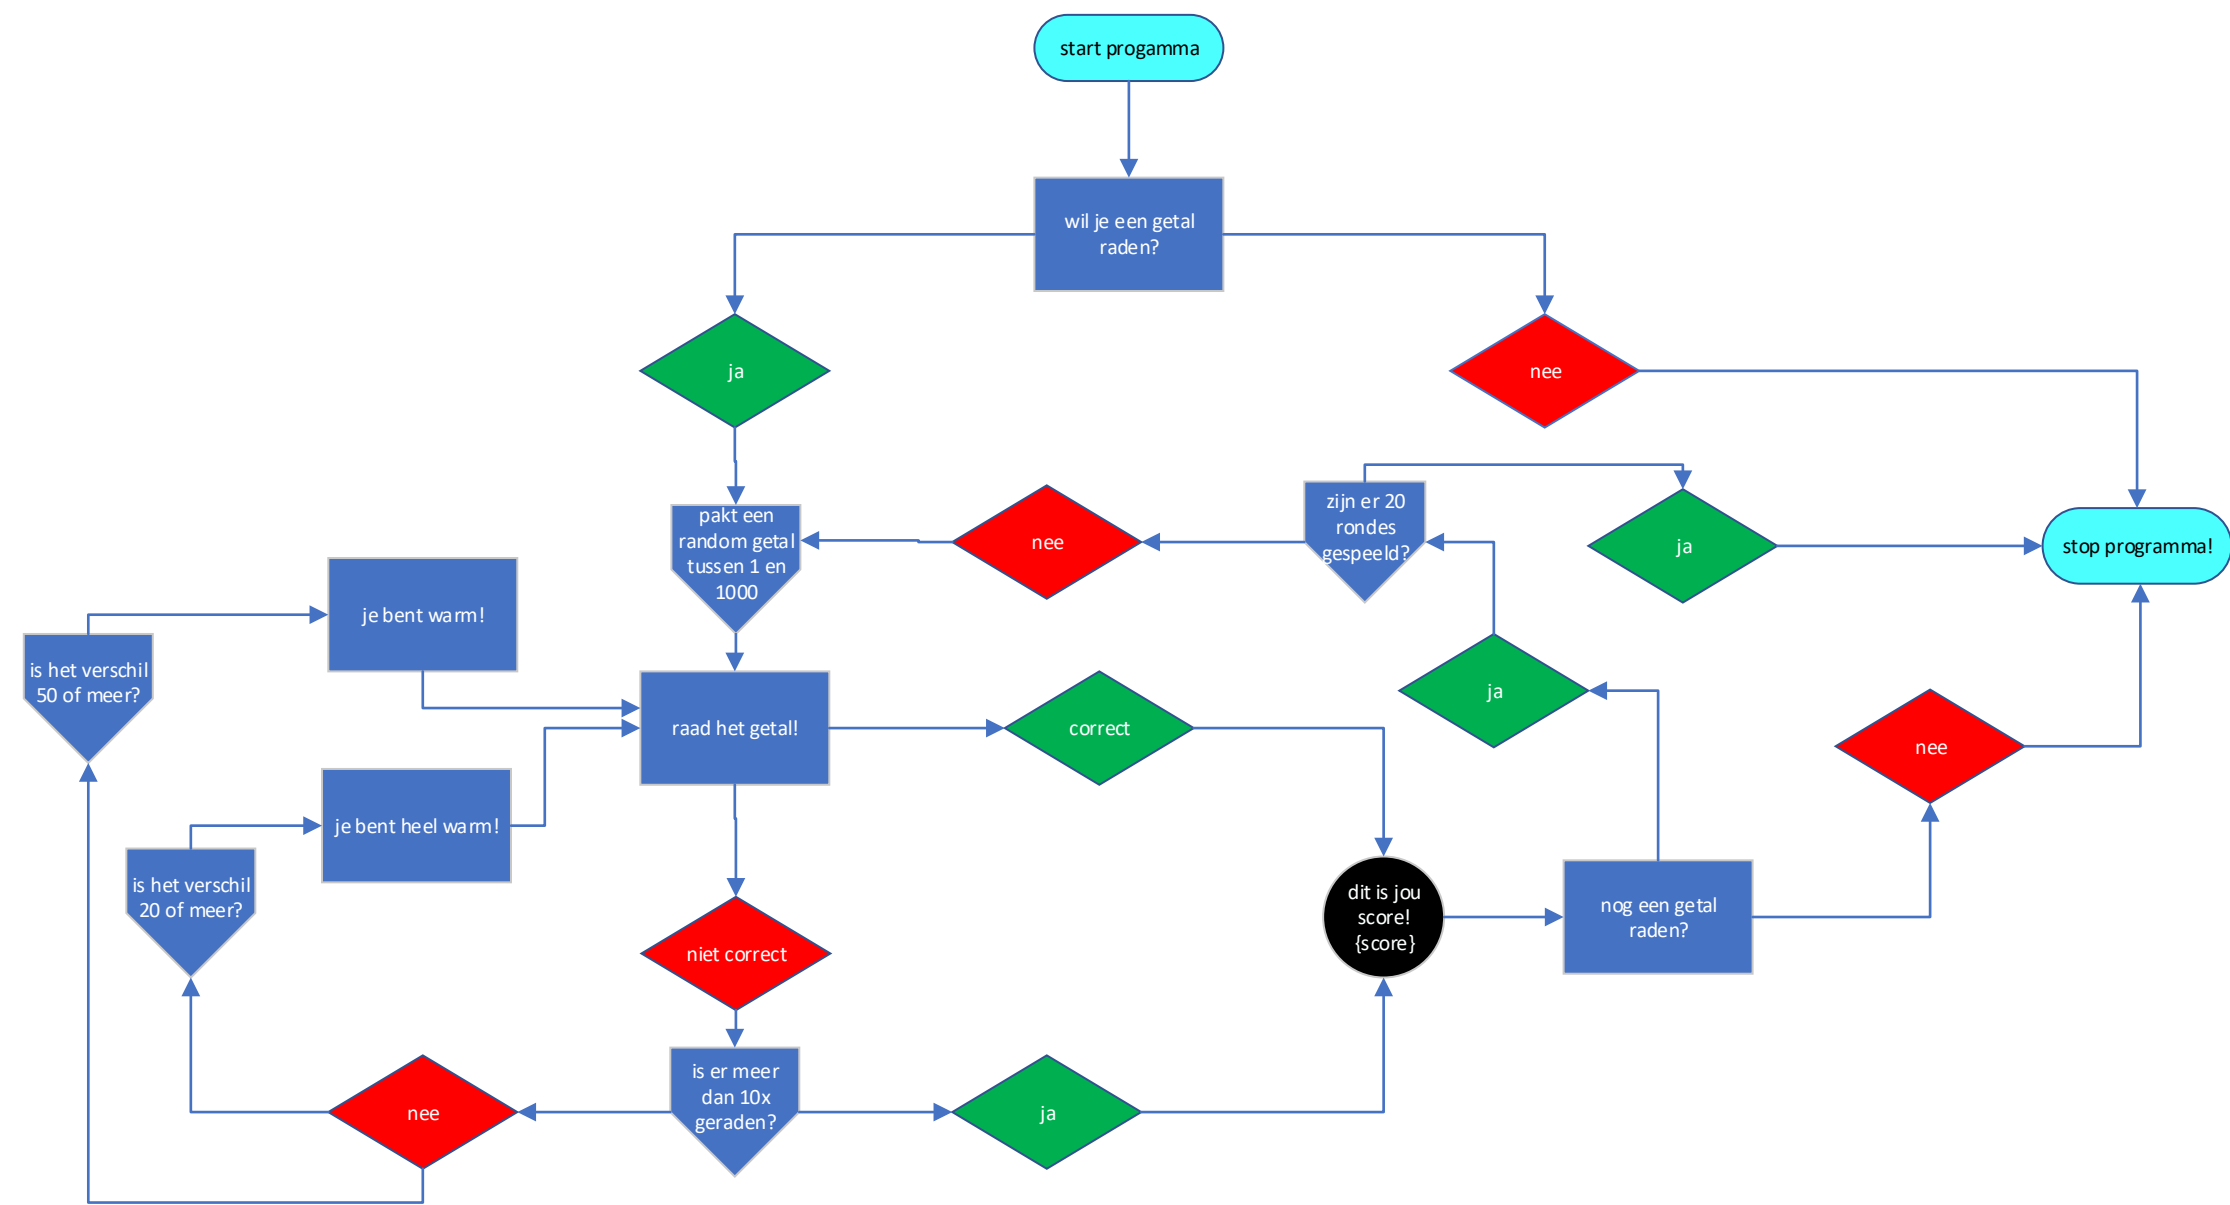 start progamma
wil je een getal
raden?
ja
nee
pakt een
random getal
tussen 1 en
1000
nee
zijn er 20
rondes
gespeeld?
ja
stop programma!
je bent warm!
is het verschil
50 of meer?
raad het getal!
correct
ja
nee
je bent heel warm!
is het verschil
20 of meer?
niet correct
dit is jou
score!
{score}
nog een getal
raden?
nee
is er meer
dan 10x
geraden?
ja